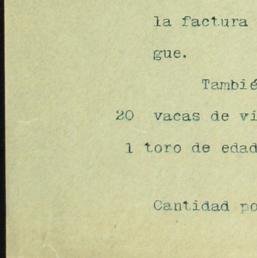 la factura
gue.
Tambié
20 vacas de vi
1 toro de edad
Cantidad po